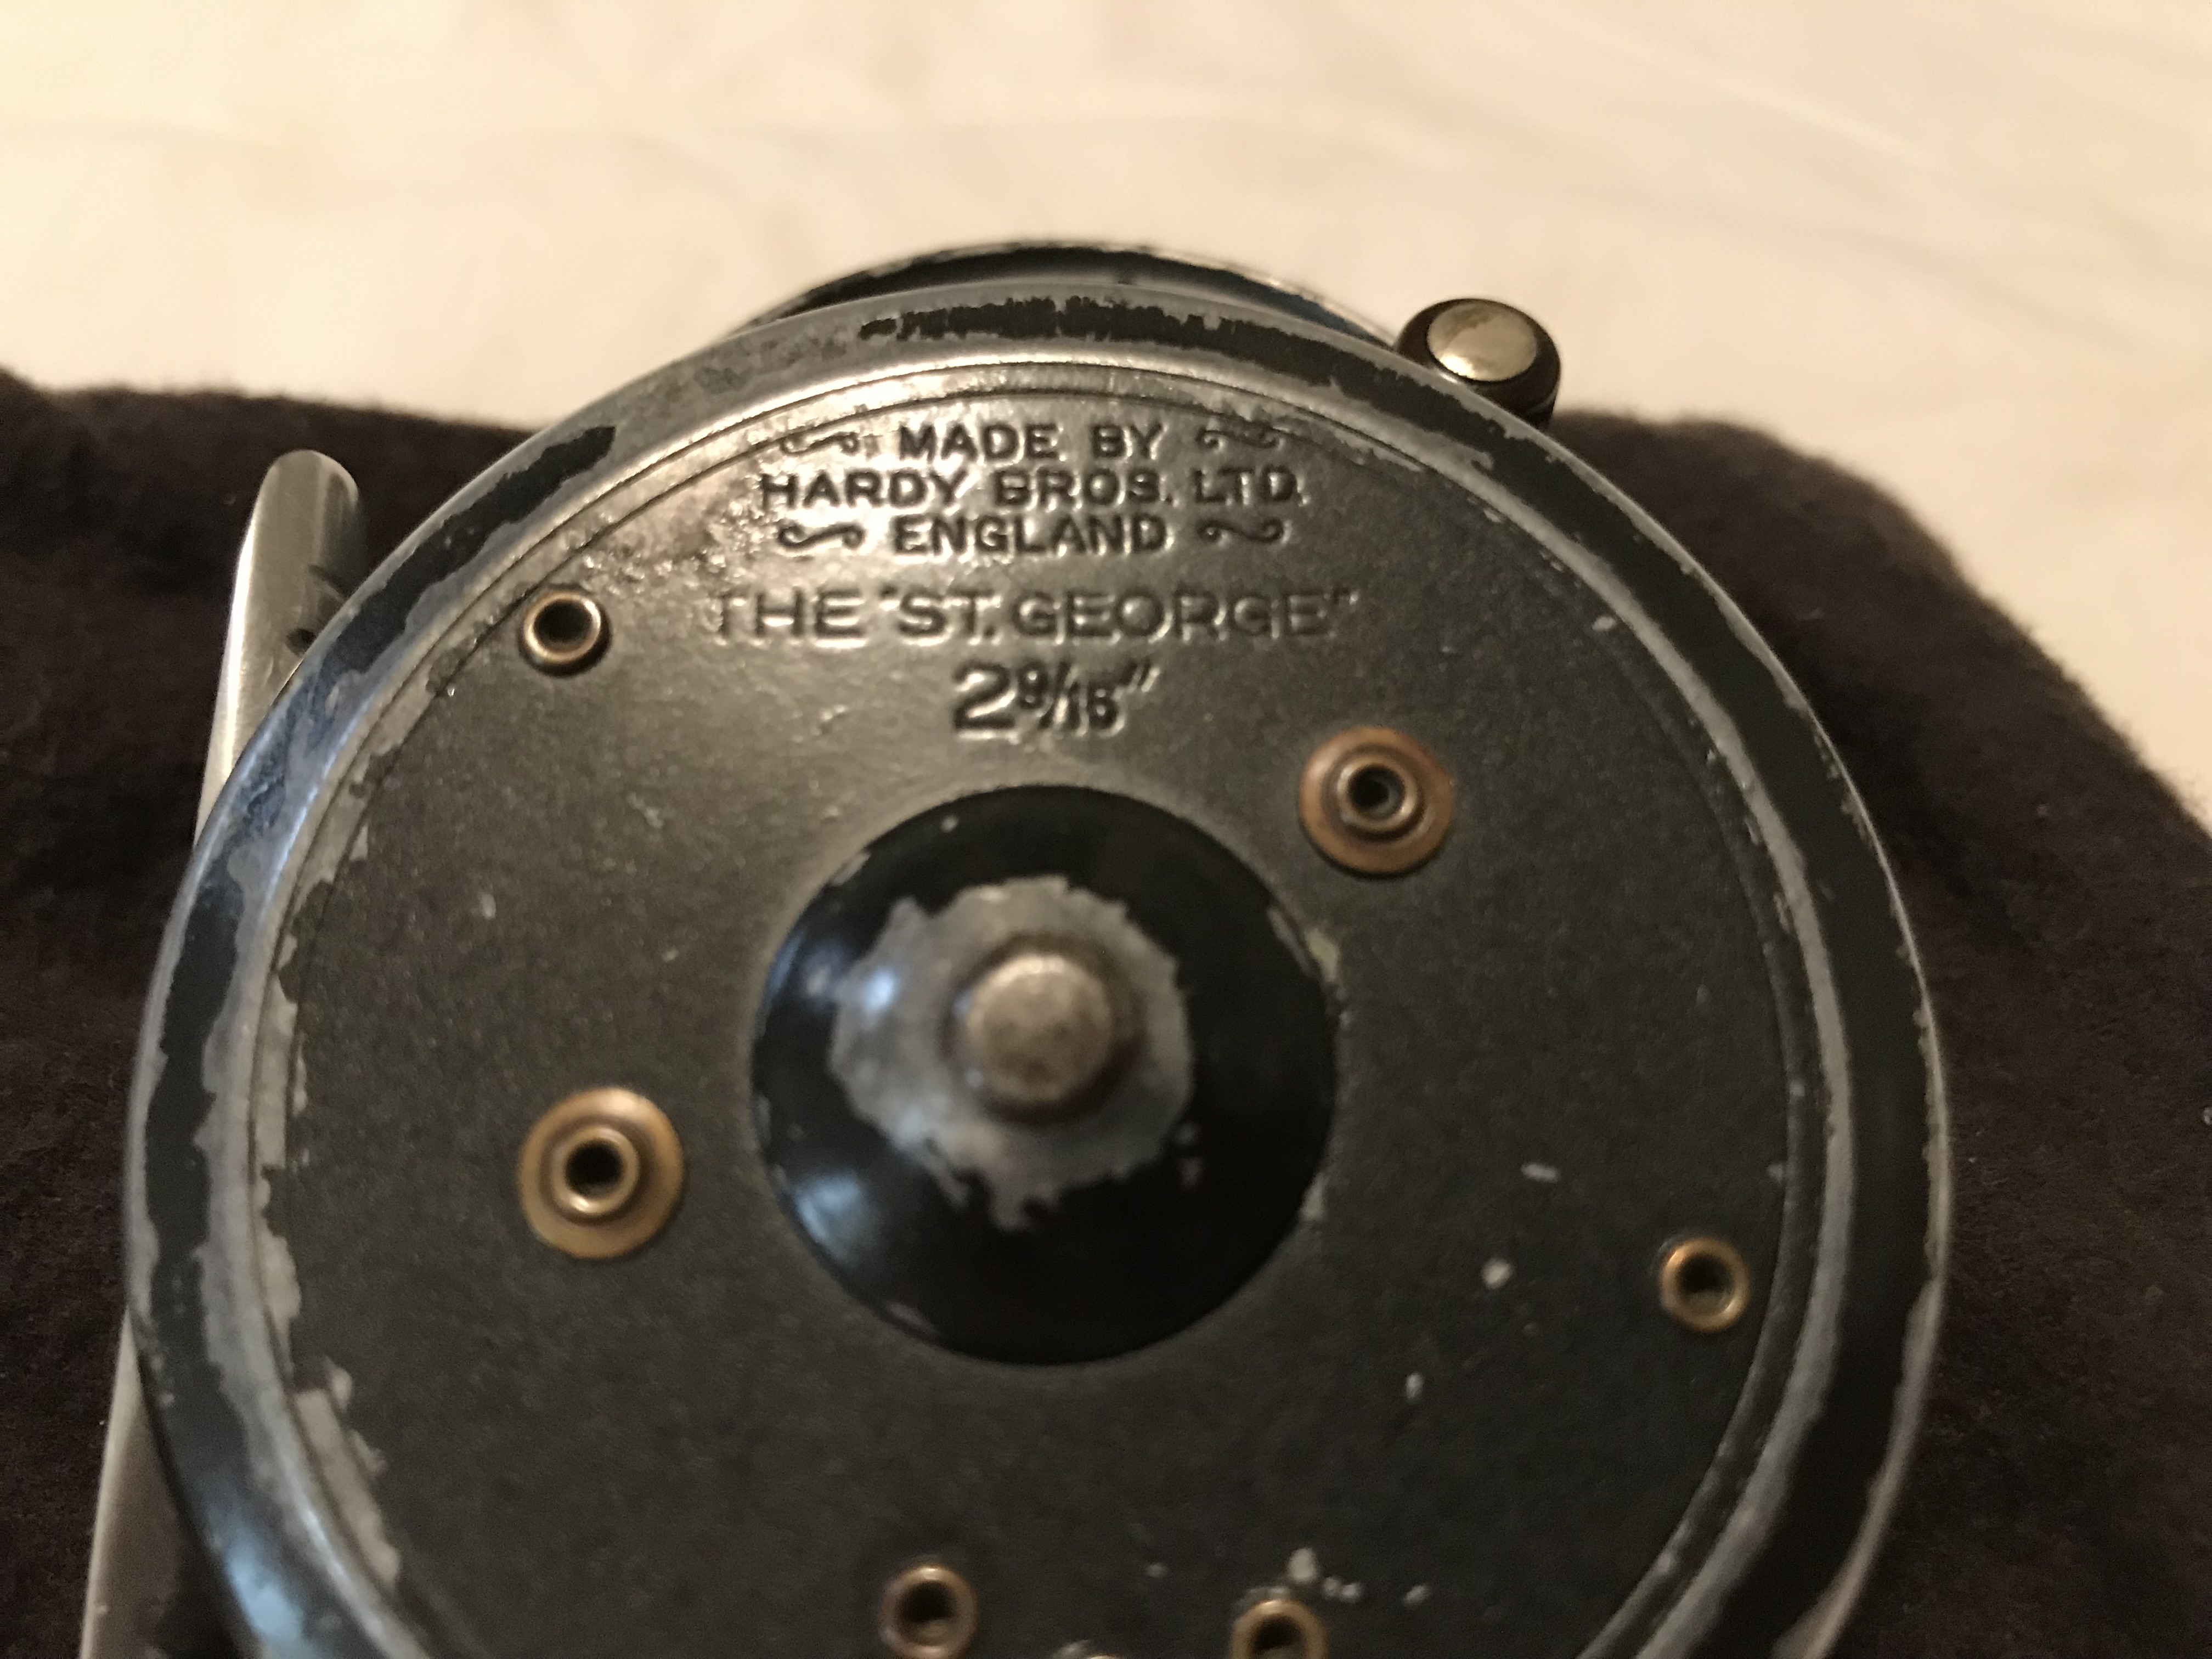 MADE BY
HARDY BROS. LTD.
ENGLAND
THE "ST. GEORGE"
2 9/16"